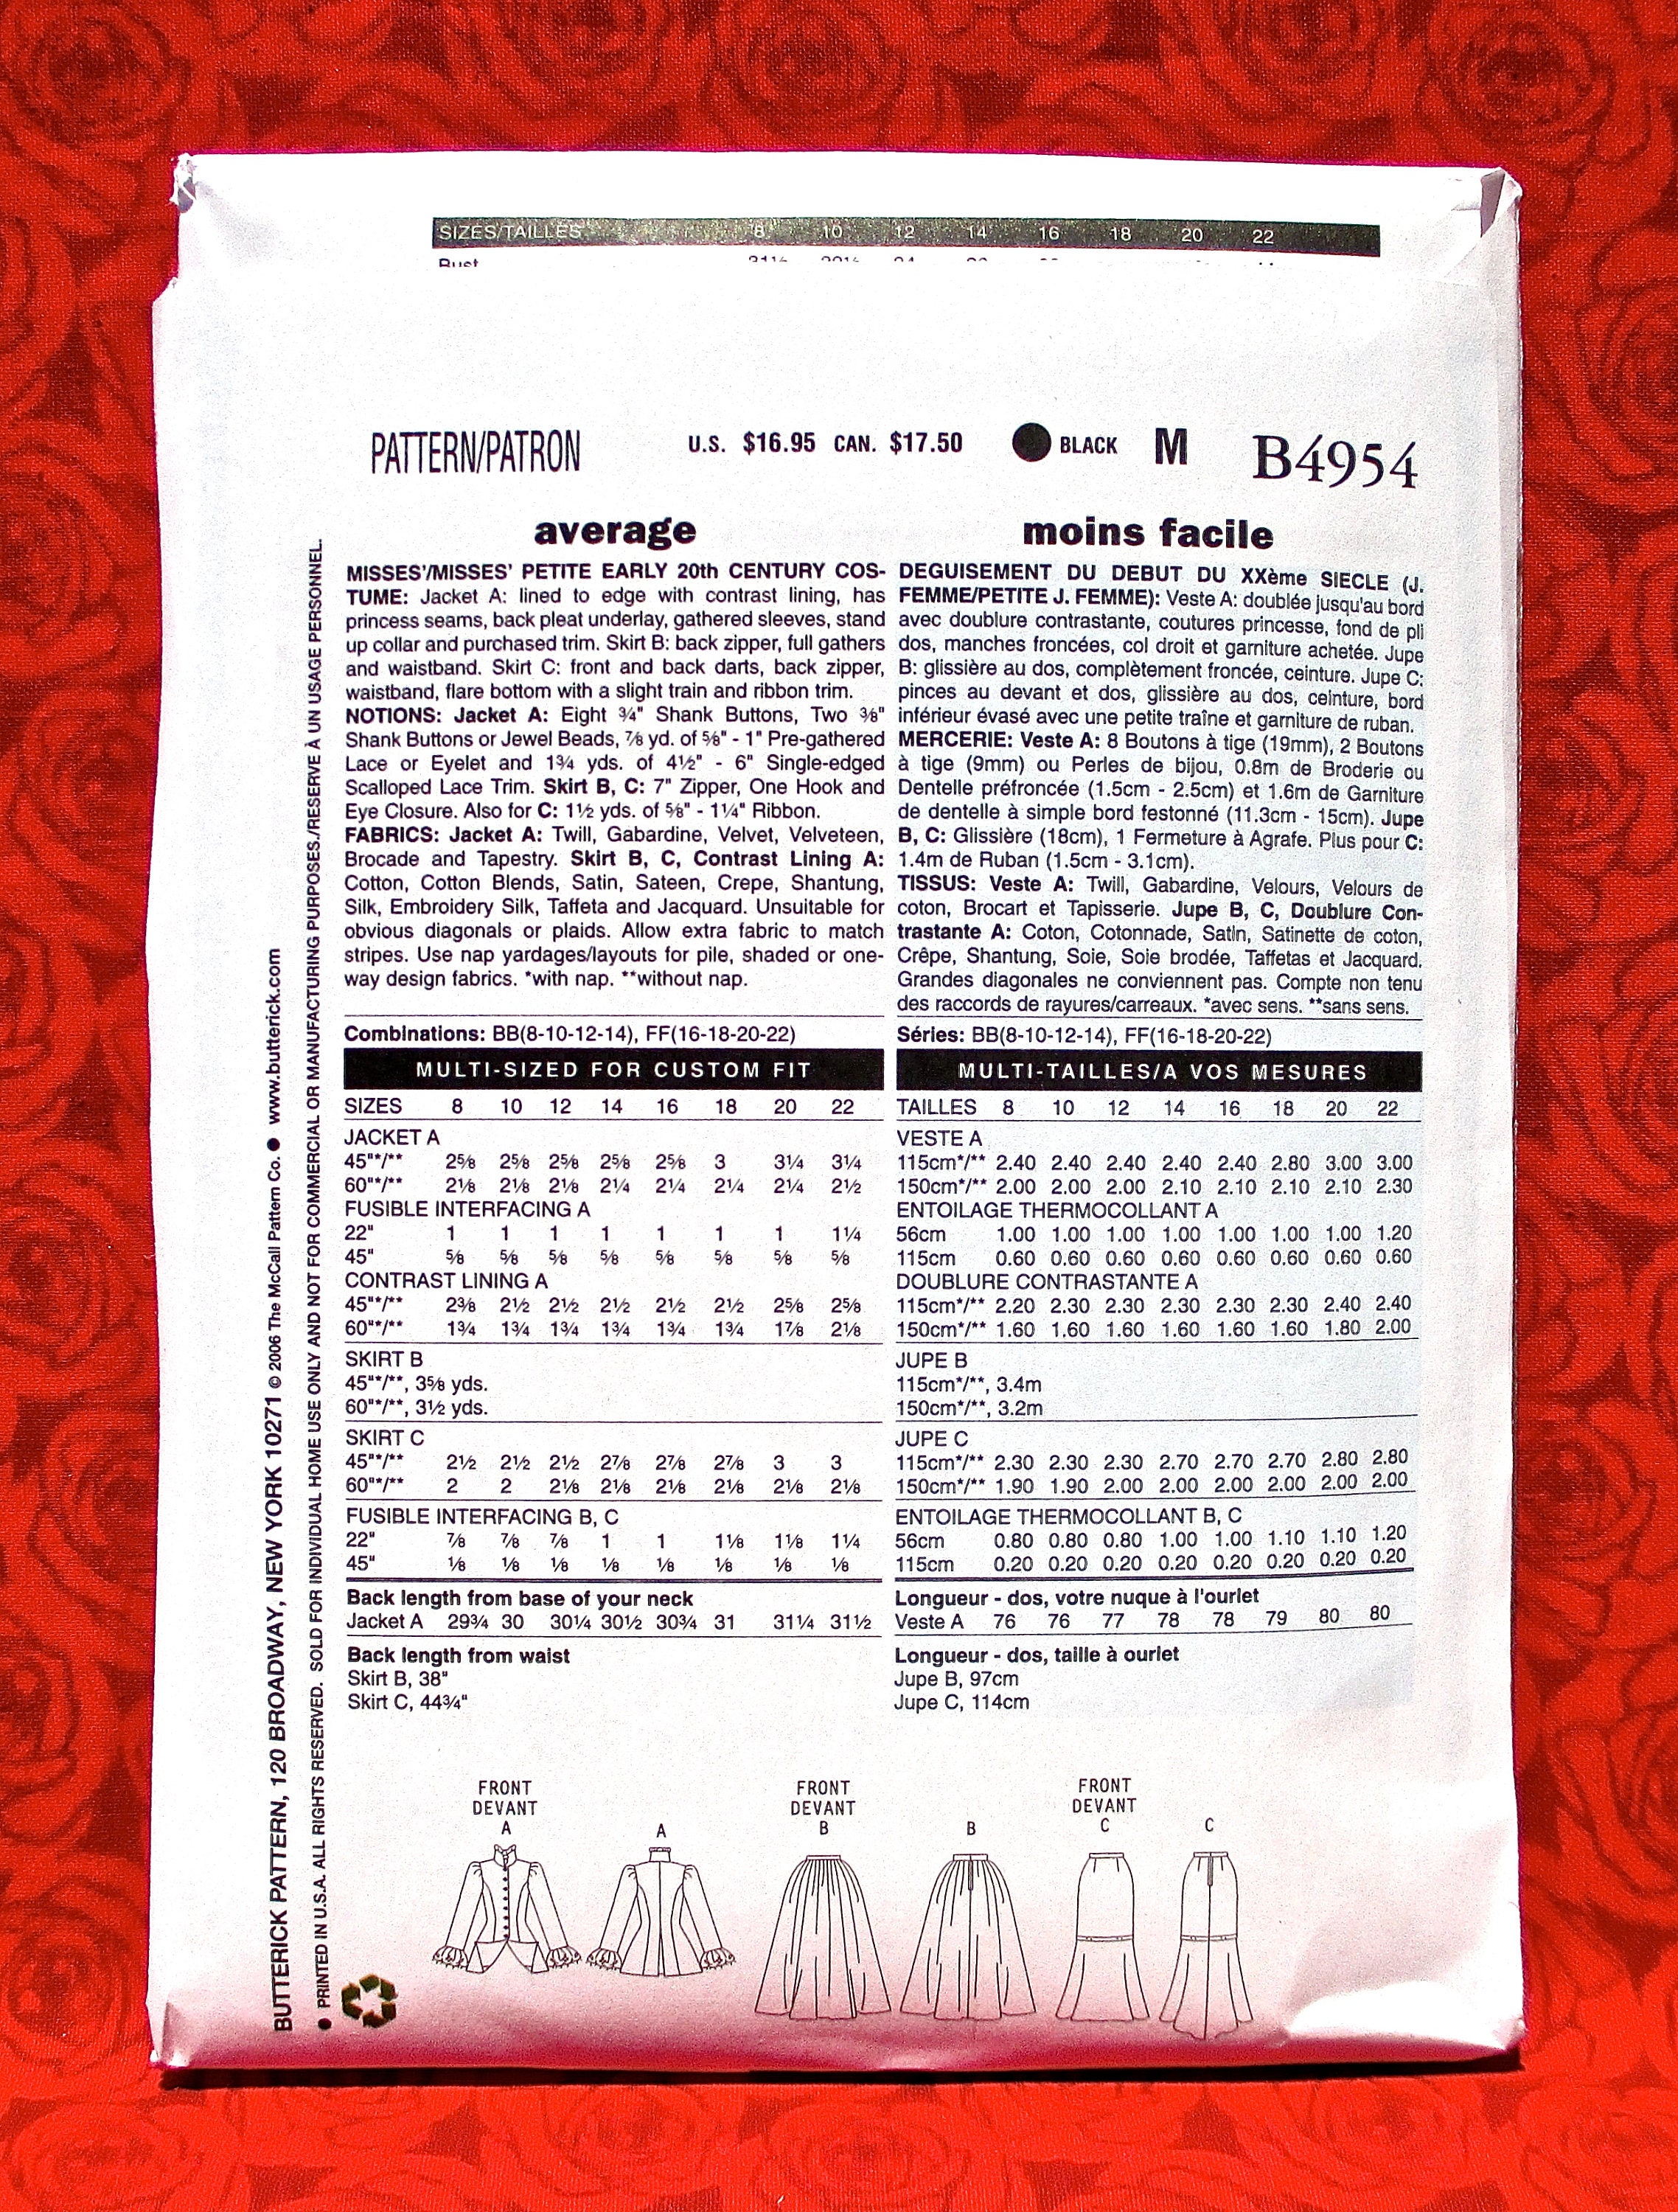 SIZES/TAILLES 8 10 12 14 16 18 20 22
Bust
PATTERN/PATRON U.S. $16.95 CAN. $17.50 BLACK M B4954
average
MISSES'/MISSES' PETITE EARLY 20th CENTURY COS-
TUME: Jacket A: lined to edge with contrast lining, has
princess seams, back pleat underlay, gathered sleeves, stand
up collar and purchased trim. Skirt B: back zipper, full gathers
and waistband. Skirt C: front and back darts, back zipper,
waistband, flare bottom with a slight train and ribbon trim.
NOTIONS: Jacket A: Eight ¾" Shank Buttons, Two ⅜"
Shank Buttons or Jewel Beads, ⅞ yd. of ⅝" - 1" Pre-gathered
Lace or Eyelet and 1¾ yds. of 4½" - 6" Single-edged
Scalloped Lace Trim. Skirt B, C: 7" Zipper, One Hook and
Eye Closure. Also for C: 1½ yds. of ⅝" - 1¼" Ribbon.
FABRICS: Jacket A: Twill, Gabardine, Velvet, Velveteen,
Brocade and Tapestry. Skirt B, C, Contrast Lining A:
Cotton, Cotton Blends, Satin, Sateen, Crepe, Shantung,
Silk, Embroidery Silk, Taffeta and Jacquard. Unsuitable for
obvious diagonals or plaids. Allow extra fabric to match
stripes. Use nap yardages/layouts for pile, shaded or one-
way design fabrics. *with nap. **without nap.
Combinations: BB(8-10-12-14), FF(16-18-20-22)
MULTI-SIZED FOR CUSTOM FIT
SIZES 8 10 12 14 16 18 20 22
JACKET A
45"*/** 2⅝ 2⅝ 2⅝ 2⅝ 2⅝ 3 3¼ 3¼
60"*/** 2⅛ 2⅛ 2⅛ 2¼ 2¼ 2¼ 2¼ 2½
FUSIBLE INTERFACING A
22" 1 1 1 1 1 1 1 1¼
45" ⅝ ⅝ ⅝ ⅝ ⅝ ⅝ ⅝ ⅝
CONTRAST LINING A
45"*/** 2⅜ 2½ 2½ 2½ 2½ 2½ 2⅝ 2⅝
60"*/** 1¾ 1¾ 1¾ 1¾ 1¾ 1¾ 1⅞ 2⅛
SKIRT B
45"*/**, 3⅝ yds.
60"*/**, 3½ yds.
SKIRT C
45"*/** 2½ 2½ 2½ 2⅞ 2⅞ 2⅞ 3 3
60"*/** 2 2 2⅛ 2⅛ 2⅛ 2⅛ 2⅛ 2⅛
FUSIBLE INTERFACING B, C
22" ⅞ ⅞ ⅞ 1 1 1⅛ 1⅛ 1¼
45" ⅛ ⅛ ⅛ ⅛ ⅛ ⅛ ⅛ ⅛
Back length from base of your neck
Jacket A 29¾ 30 30¼ 30½ 30¾ 31 31¼ 31½
Back length from waist
Skirt B, 38"
Skirt C, 44¾"
moins facile
DEGUISEMENT DU DEBUT DU XXème SIECLE (J.
FEMME/PETITE J. FEMME): Veste A: doublée jusqu'au bord
avec doublure contrastante, coutures princesse, fond de pli
dos, manches froncées, col droit et garniture achetée. Jupe
B: glissière au dos, complètement froncée, ceinture. Jupe C:
pinces au devant et dos, glissière au dos, ceinture, bord
inférieur évasé avec une petite traîne et garniture de ruban.
MERCERIE: Veste A: 8 Boutons à tige (19mm), 2 Boutons
à tige (9mm) ou Perles de bijou, 0.8m de Broderie ou
Dentelle préfroncée (1.5cm - 2.5cm) et 1.6m de Garniture
de dentelle à simple bord festonné (11.3cm - 15cm). Jupe
B, C: Glissière (18cm), 1 Fermeture à Agrafe. Plus pour C:
1.4m de Ruban (1.5cm - 3.1cm).
TISSUS: Veste A: Twill, Gabardine, Velours, Velours de
coton, Brocart et Tapisserie. Jupe B, C, Doublure Con-
trastante A: Coton, Cotonnade, Satin, Satinette de coton,
Crêpe, Shantung, Soie, Soie brodée, Taffetas et Jacquard.
Grandes diagonales ne conviennent pas. Compte non tenu
des raccords de rayures/carreaux. *avec sens. **sans sens.
Séries: BB(8-10-12-14), FF(16-18-20-22)
MULTI-TAILLES/A VOS MESURES
TAILLES 8 10 12 14 16 18 20 22
VESTE A
115cm*/** 2.40 2.40 2.40 2.40 2.40 2.80 3.00 3.00
150cm*/** 2.00 2.00 2.00 2.10 2.10 2.10 2.10 2.30
ENTOILAGE THERMOCOLLANT A
56cm 1.00 1.00 1.00 1.00 1.00 1.00 1.00 1.20
115cm 0.60 0.60 0.60 0.60 0.60 0.60 0.60 0.60
DOUBLURE CONTRASTANTE A
115cm*/** 2.20 2.30 2.30 2.30 2.30 2.30 2.40 2.40
150cm*/** 1.60 1.60 1.60 1.60 1.60 1.60 1.80 2.00
JUPE B
115cm*/**, 3.4m
150cm*/**, 3.2m
JUPE C
115cm*/** 2.30 2.30 2.30 2.70 2.70 2.70 2.80 2.80
150cm*/** 1.90 1.90 2.00 2.00 2.00 2.00 2.00 2.00
ENTOILAGE THERMOCOLLANT B, C
56cm 0.80 0.80 0.80 1.00 1.00 1.10 1.10 1.20
115cm 0.20 0.20 0.20 0.20 0.20 0.20 0.20 0.20
Longueur - dos, votre nuque à l'ourlet
Veste A 76 76 77 78 78 79 80 80
Longueur - dos, taille à ourlet
Jupe B, 97cm
Jupe C, 114cm
FRONT
DEVANT
A
A
FRONT
DEVANT
B
B
FRONT
DEVANT
C
C
BUTTERICK PATTERN, 120 BROADWAY, NEW YORK 10271 © 2006 The McCall Pattern Co. ● www.butterick.com
● PRINTED IN U.S.A. ALL RIGHTS RESERVED. SOLD FOR INDIVIDUAL HOME USE ONLY AND NOT FOR COMMERCIAL OR MANUFACTURING PURPOSES./RESERVÉ À UN USAGE PERSONNEL.